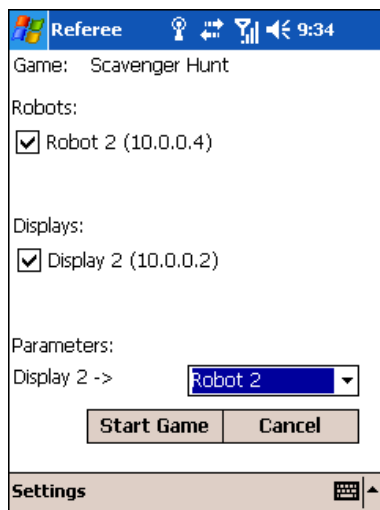 Referee 9:34
Game: Scavenger Hunt
Robots:
Robot 2 (10.0.0.4)
Displays:
Display 2 (10.0.0.2)
Parameters:
Display 2 -> Robot 2
Start Game Cancel
Settings